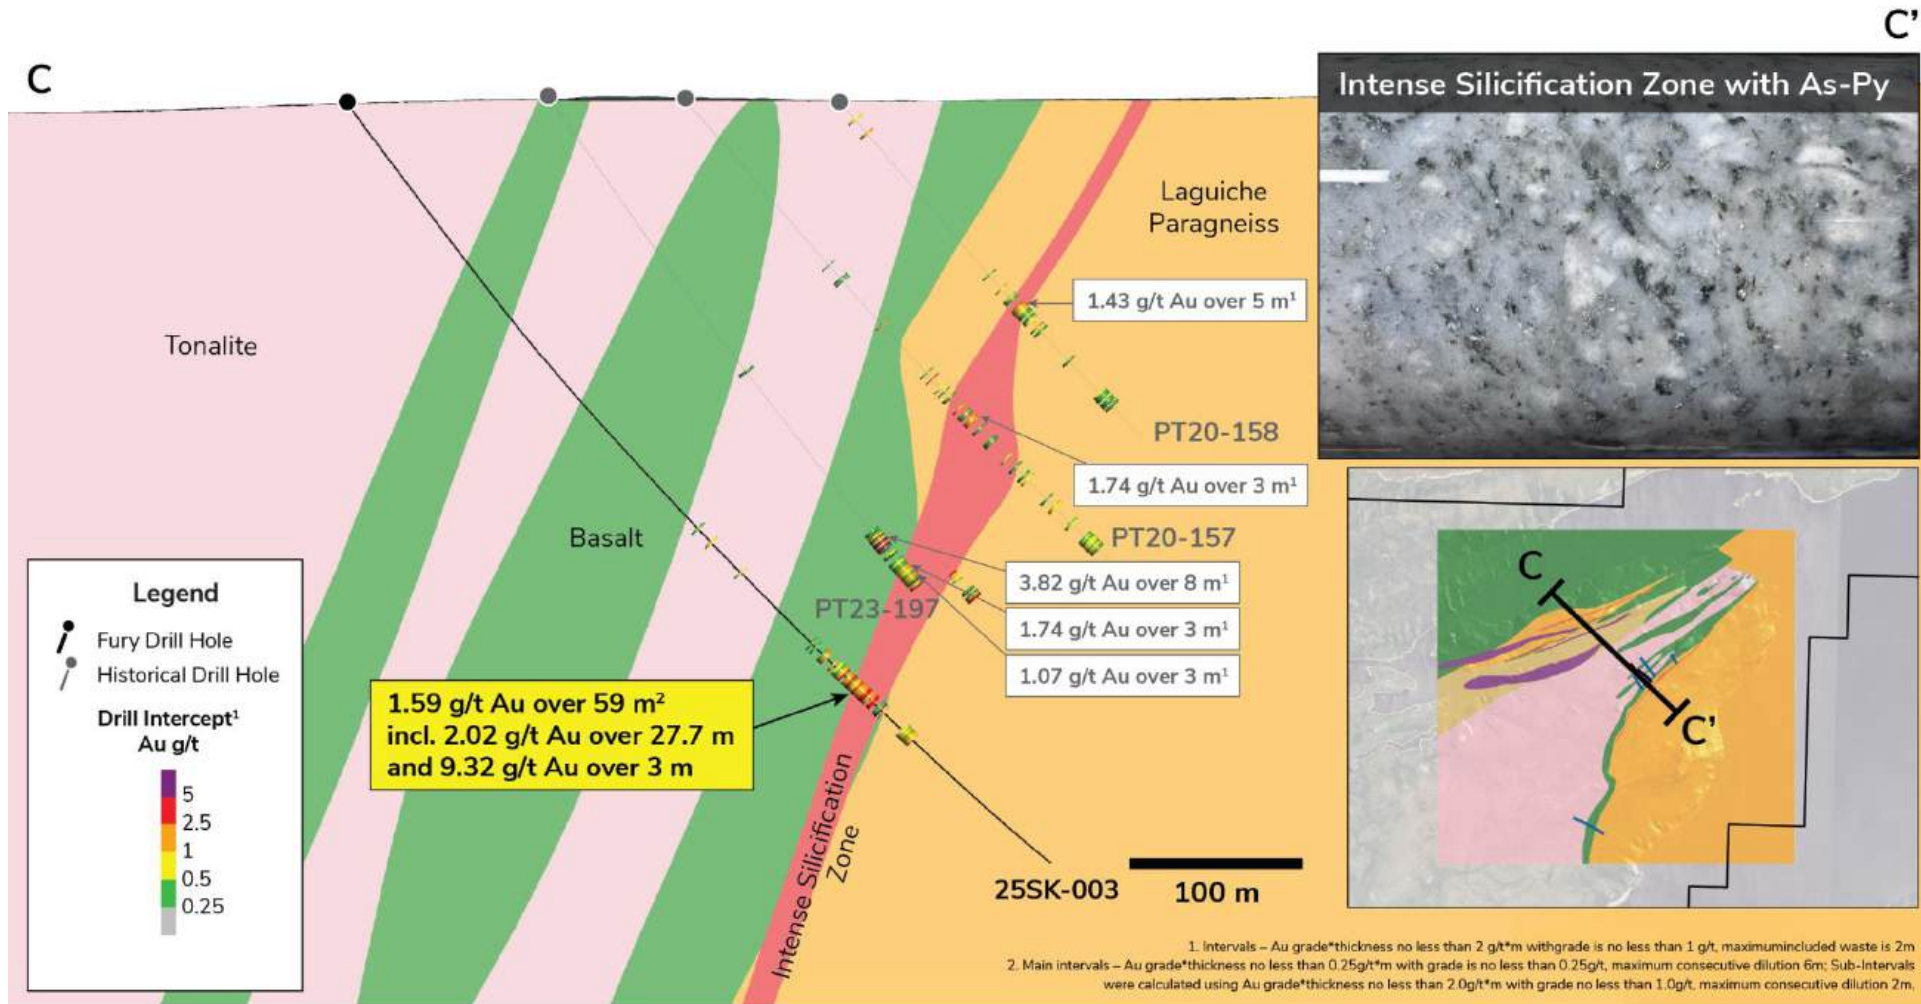 C
C'
Intense Silicification Zone with As-Py
Laguiche
Paragneiss
1.43 g/t Au over 5 m¹
Tonalite
PT20-158
1.74 g/t Au over 3 m¹
Basalt
PT20-157
3.82 g/t Au over 8 m¹
PT23-197
1.74 g/t Au over 3 m¹
1.07 g/t Au over 3 m¹
Legend
Fury Drill Hole
Historical Drill Hole
Drill Intercept¹
Au g/t
5
2.5
1
0.5
0.25
1.59 g/t Au over 59 m²
incl. 2.02 g/t Au over 27.7 m
and 9.32 g/t Au over 3 m
Intense Silicification
Zone
25SK-003
100 m
C
C'
1. Intervals – Au grade*thickness no less than 2 g/t*m withgrade is no less than 1 g/t, maximumincluded waste is 2m
2. Main intervals – Au grade*thickness no less than 0.25g/t*m with grade is no less than 0.25g/t, maximum consecutive dilution 6m; Sub-Intervals
were calculated using Au grade*thickness no less than 2.0g/t*m with grade no less than 1.0g/t, maximum consecutive dilution 2m.